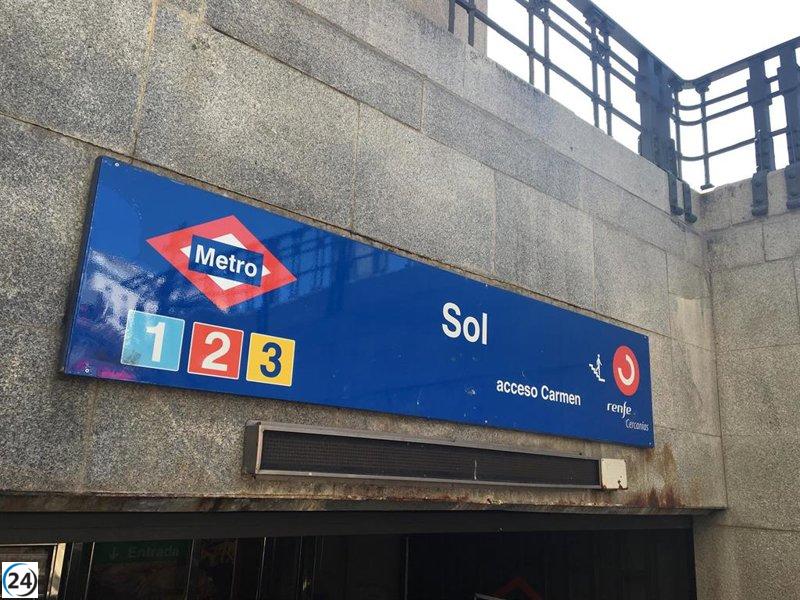 Metro
1 2 3
Sol
acceso Carmen
renfe
Cercanías
↓ Entrada
24